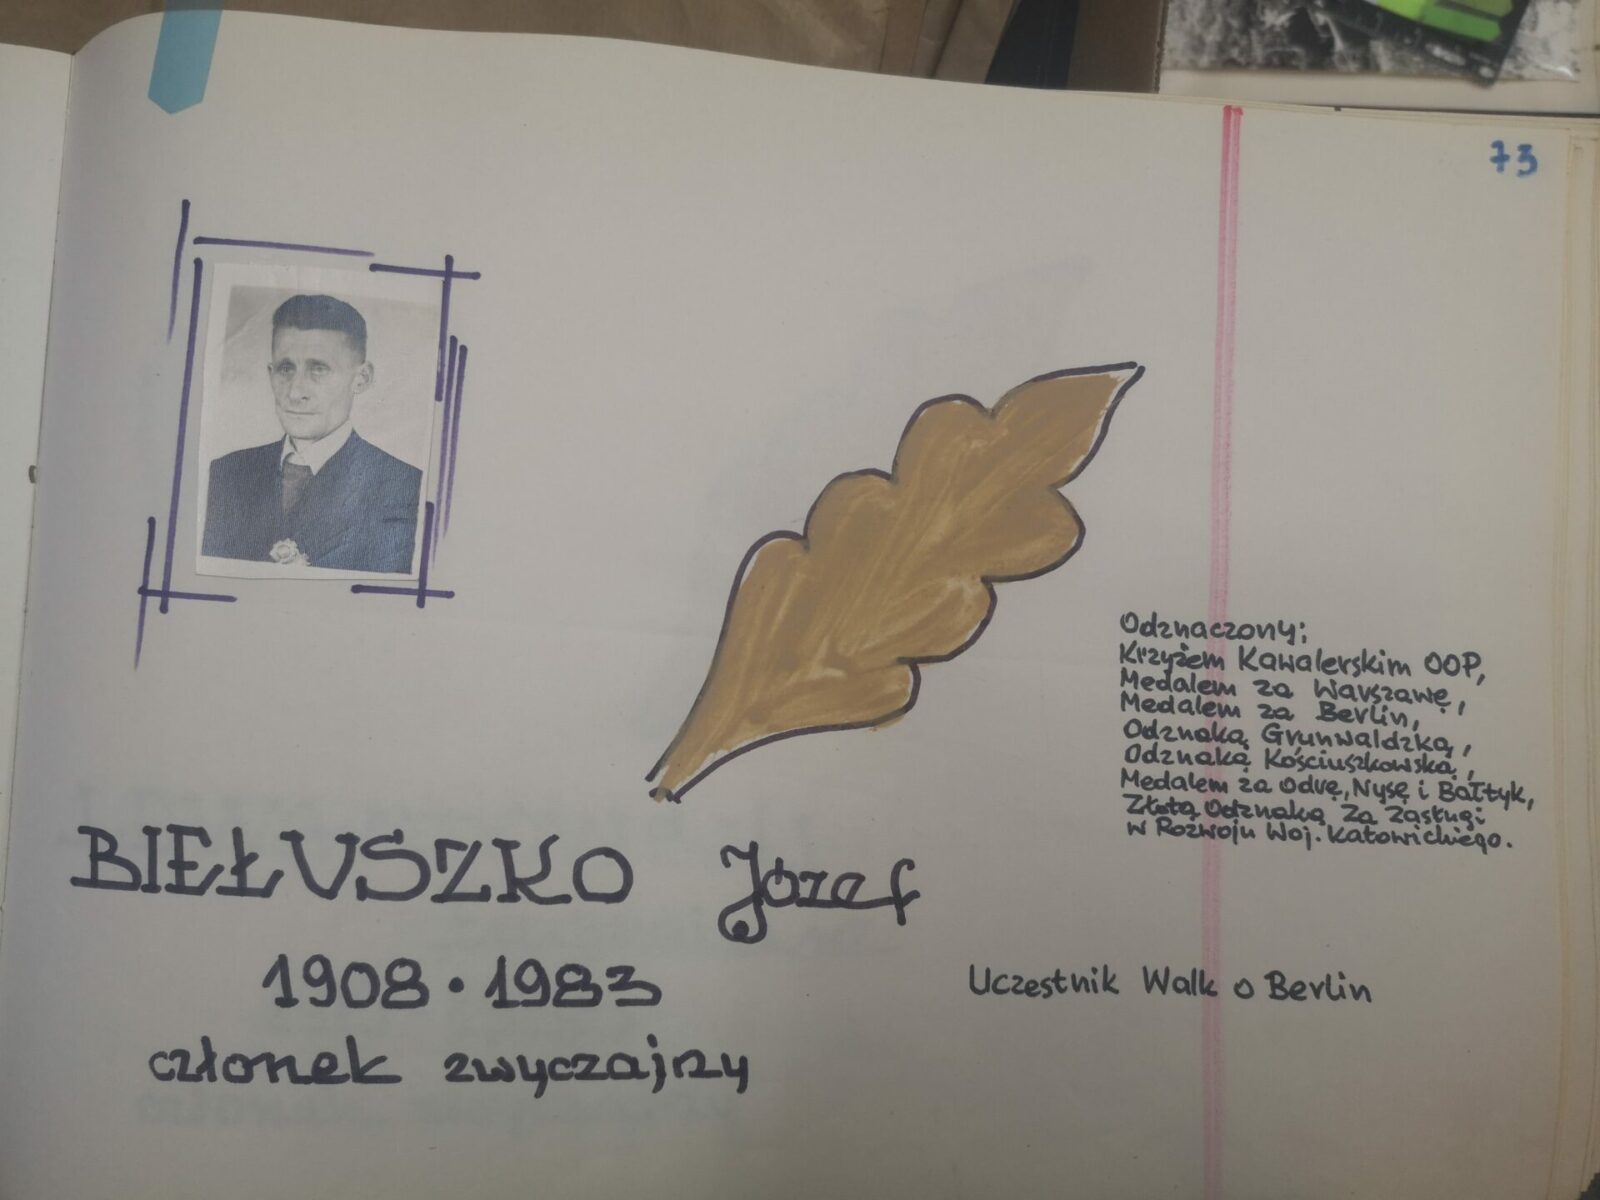 73
Odznaczony:
Krzyżem Kawalerskim OOP,
Medalem za Warszawę,
Medalem za Berlin,
Odznaką Grunwaldzką,
Odznaką Kościuszkowską,
Medalem za Odrę, Nysę i Bałtyk,
Złotą Odznaką Za Zasługi
w Rozwoju Woj. Katowickiego.
BIEŁUSZKO Józef
1908 · 1983
członek zwyczajny
Uczestnik Walk o Berlin